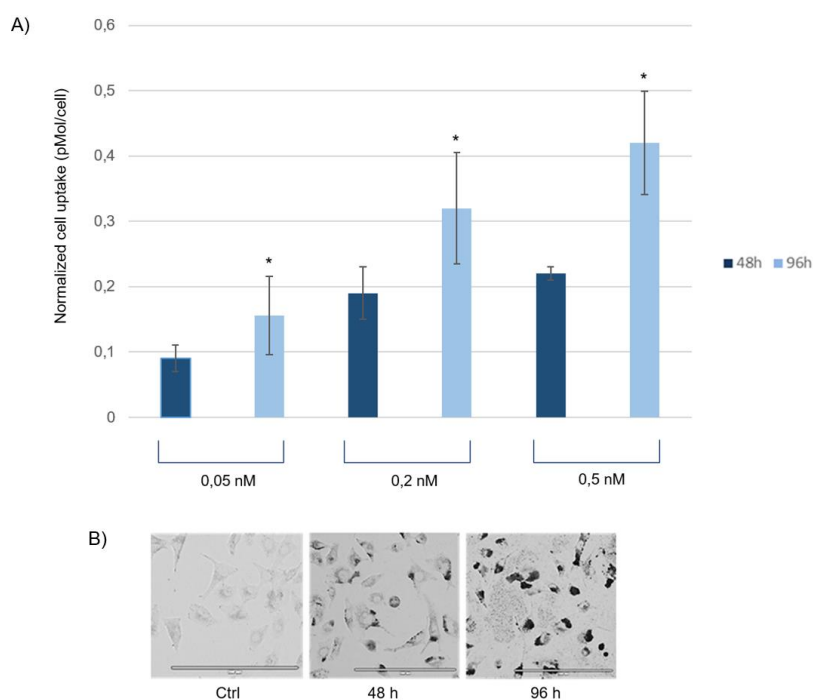 A)
Normalized cell uptake (pMol/cell)
0,6
0,5
0,4
0,3
0,2
0,1
0
*
*
*
48h 96h
0,05 nM
0,2 nM
0,5 nM
B)
Ctrl
48 h
96 h